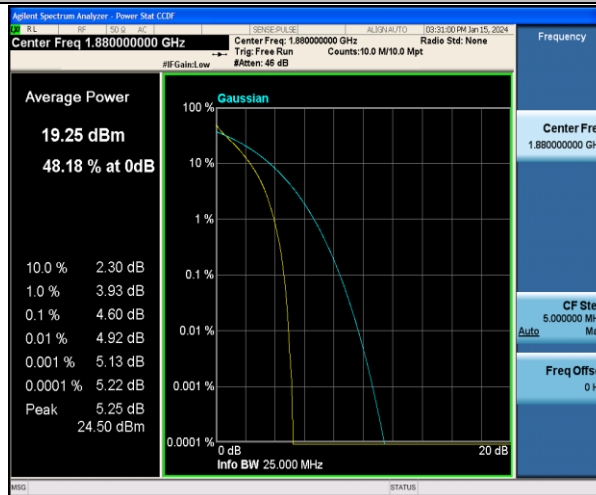 Agilent Spectrum Analyzer - Power Stat CCDF
RL RF 50 Ω AC SENSE:PULSE ALIGN AUTO 03:31:00 PM Jan 15, 2024
Center Freq 1.880000000 GHz
Center Freq: 1.880000000 GHz Radio Std: None
Trig: Free Run Counts:10.0 M/10.0 Mpt
#IFGain:Low #Atten: 46 dB
Frequency
Average Power
19.25 dBm
48.18 % at 0dB
10.0 % 2.30 dB
1.0 % 3.93 dB
0.1 % 4.60 dB
0.01 % 4.92 dB
0.001 % 5.13 dB
0.0001 % 5.22 dB
Peak 5.25 dB
24.50 dBm
Gaussian
100 %
10 %
1 %
0.1 %
0.01 %
0.001 %
0.0001 %
0 dB 20 dB
Info BW 25.000 MHz
Center Fre
1.880000000 GH
CF Ste
5.000000 MH
Auto Ma
Freq Offs
0 H
MSG STATUS